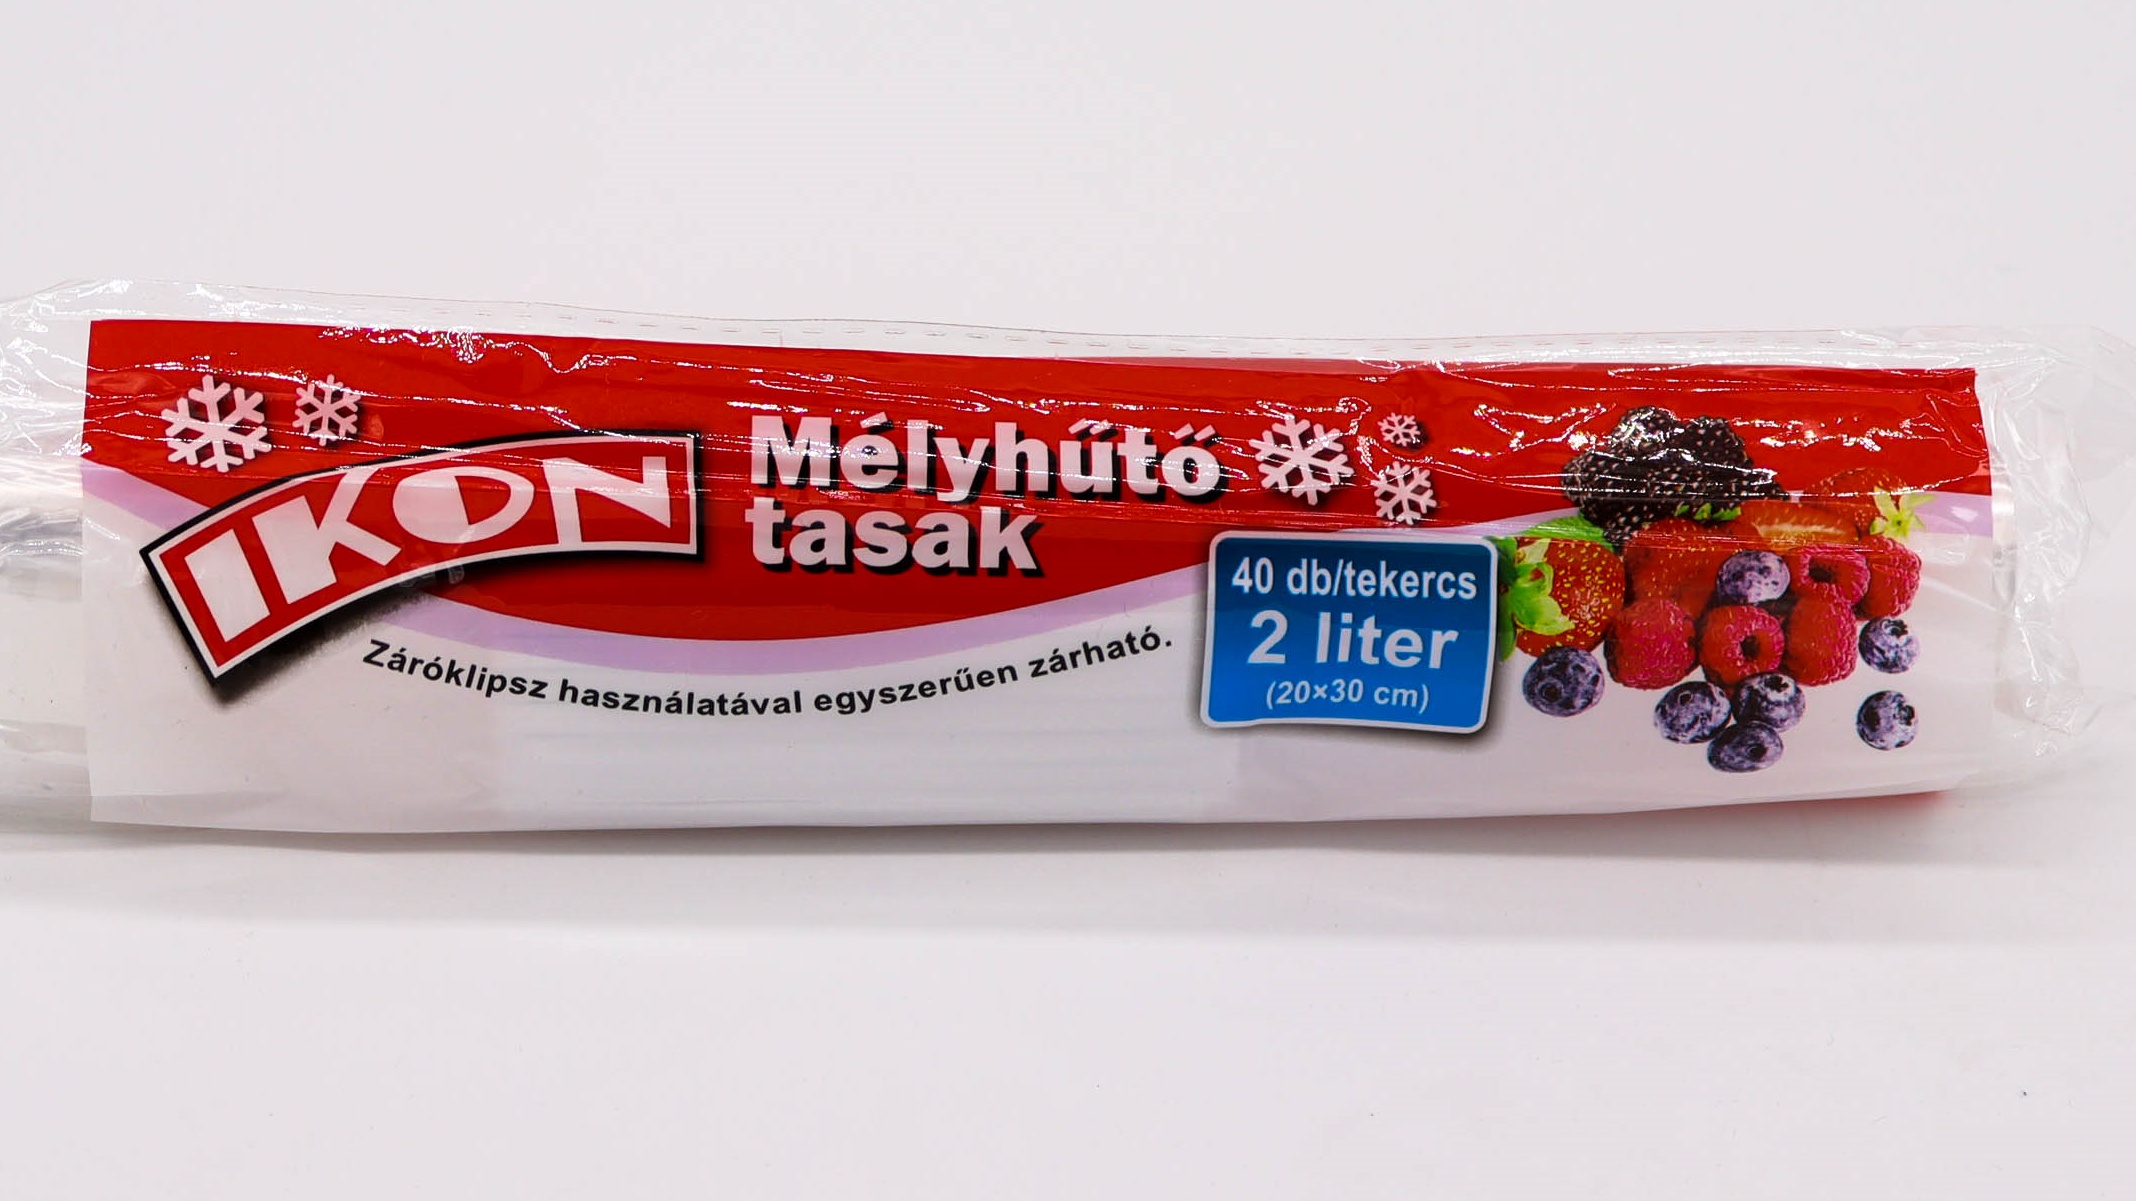 IKON
Mélyhűtő
tasak
Záróklipsz használatával egyszerűen zárható.
40 db/tekercs
2 liter
(20×30 cm)